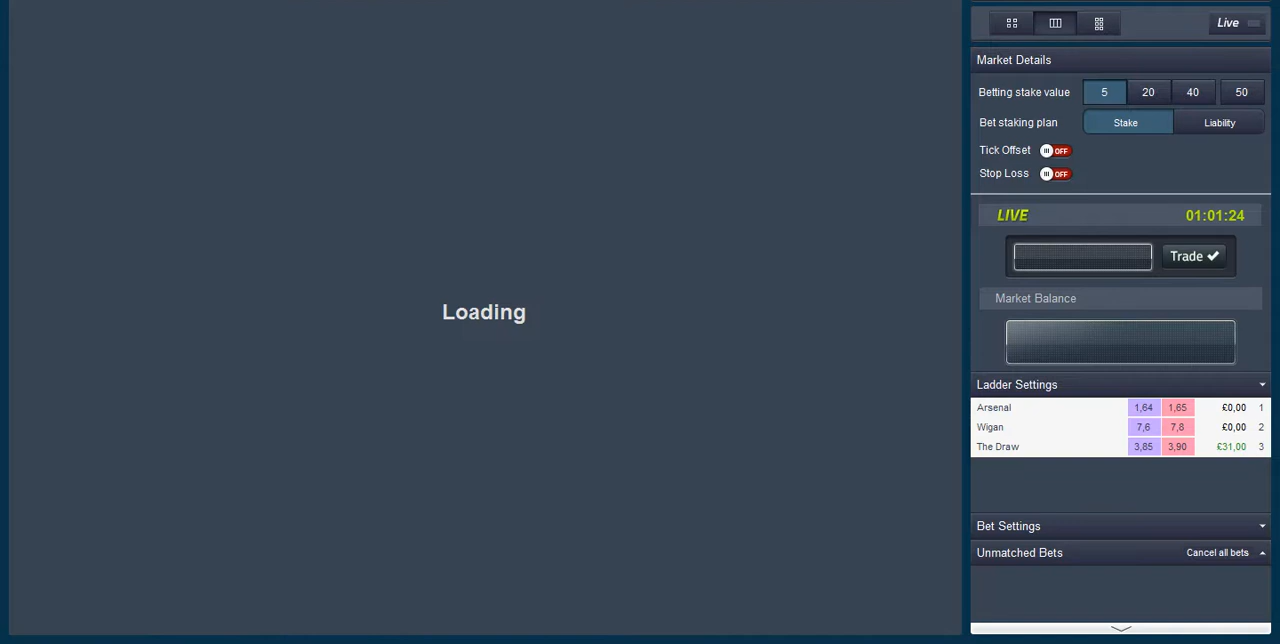 Live
Market Details
Betting stake value 5 20 40 50
Bet staking plan Stake Liability
Tick Offset OFF
Stop Loss OFF
LIVE 01:01:24
Trade
Market Balance
Loading
Ladder Settings
Arsenal 1,64 1,65 £0,00 1
Wigan 7,6 7,8 £0,00 2
The Draw 3,85 3,90 £31,00 3
Bet Settings
Unmatched Bets Cancel all bets